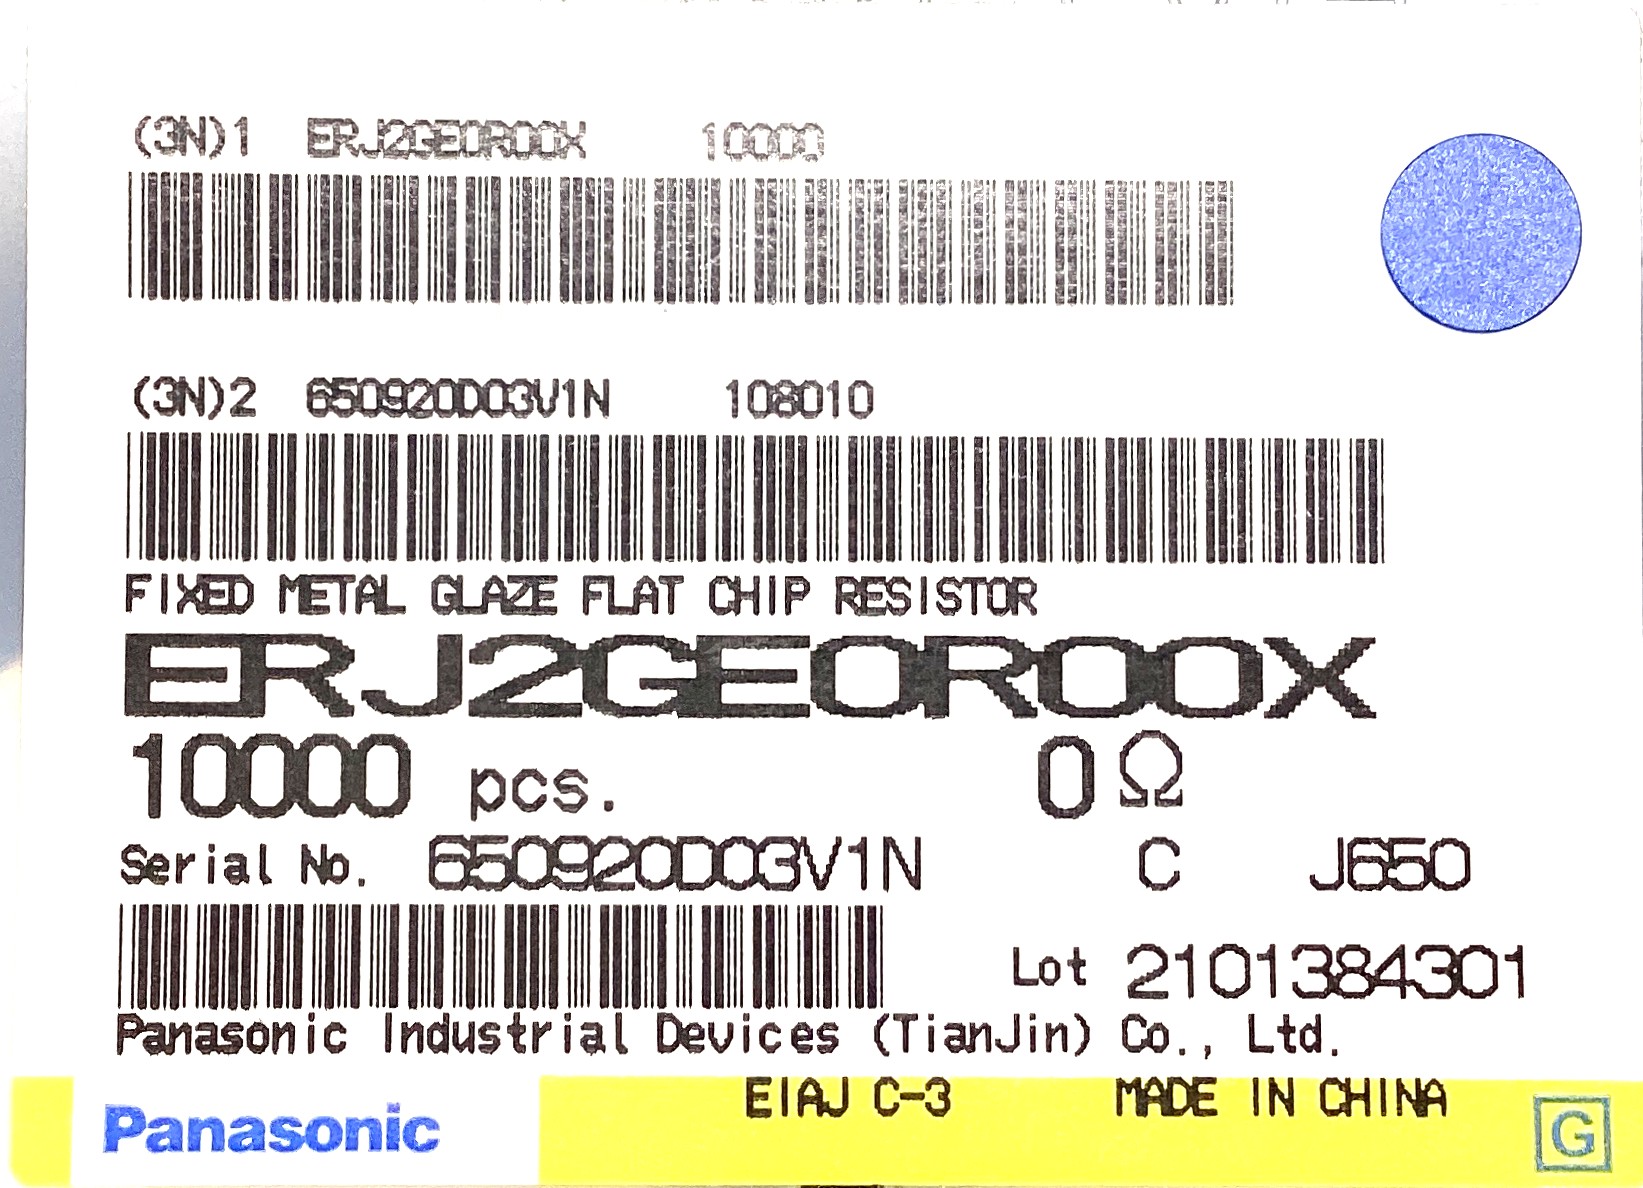 (3N)1 ERJ2GE0R00X 10000
(3N)2 650920D03V1N 108010
FIXED METAL GLAZE FLAT CHIP RESISTOR
ERJ2GE0R00X
10000 pcs. 0 Ω
Serial No. 650920D03V1N C J650
Lot 2101384301
Panasonic Industrial Devices (TianJin) Co., Ltd.
EIAJ C-3 MADE IN CHINA
Panasonic G